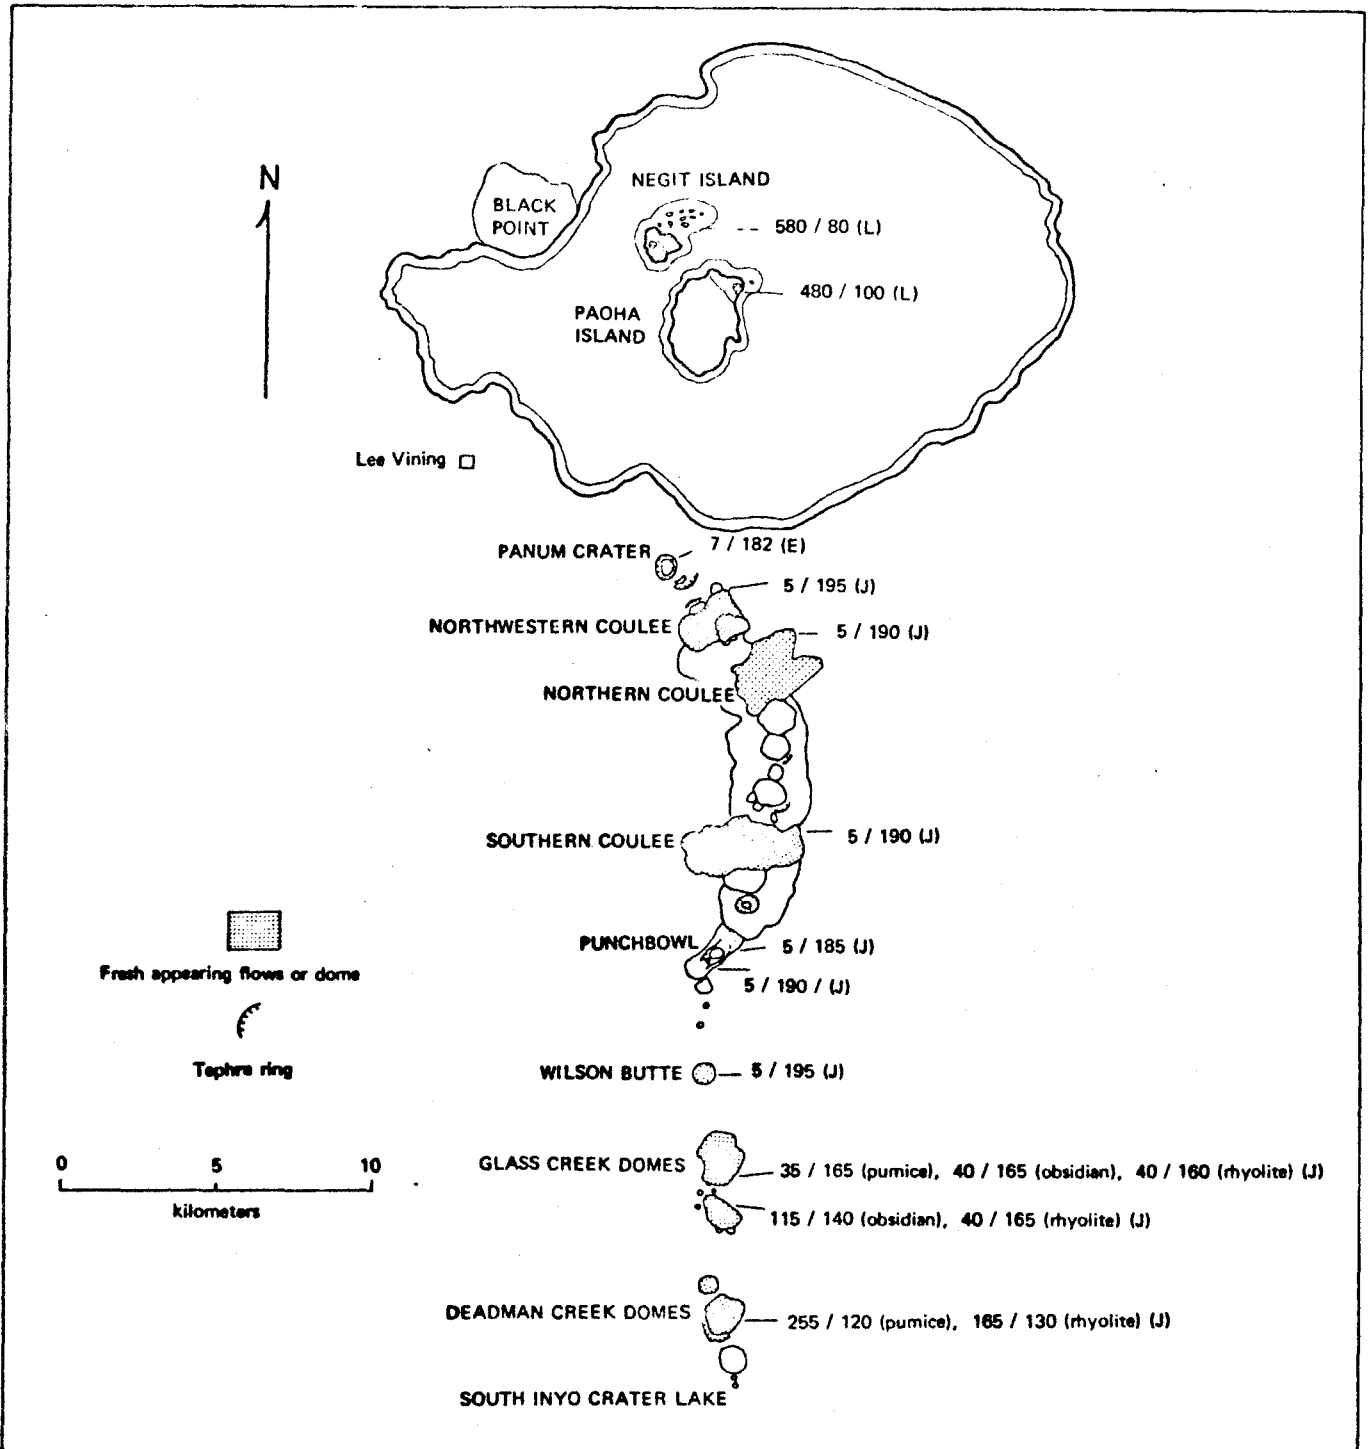 N
NEGIT ISLAND
BLACK
POINT
580 / 80 (L)
480 / 100 (L)
PAOHA
ISLAND
Lee Vining
PANUM CRATER
7 / 182 (E)
5 / 195 (J)
NORTHWESTERN COULEE
5 / 190 (J)
NORTHERN COULEE
SOUTHERN COULEE
5 / 190 (J)
PUNCHBOWL
5 / 185 (J)
5 / 190 / (J)
Fresh appearing flows or dome
Tephra ring
WILSON BUTTE
5 / 195 (J)
0 5 10
kilometers
GLASS CREEK DOMES
35 / 165 (pumice), 40 / 165 (obsidian), 40 / 160 (rhyolite) (J)
115 / 140 (obsidian), 40 / 165 (rhyolite) (J)
DEADMAN CREEK DOMES
255 / 120 (pumice), 165 / 130 (rhyolite) (J)
SOUTH INYO CRATER LAKE